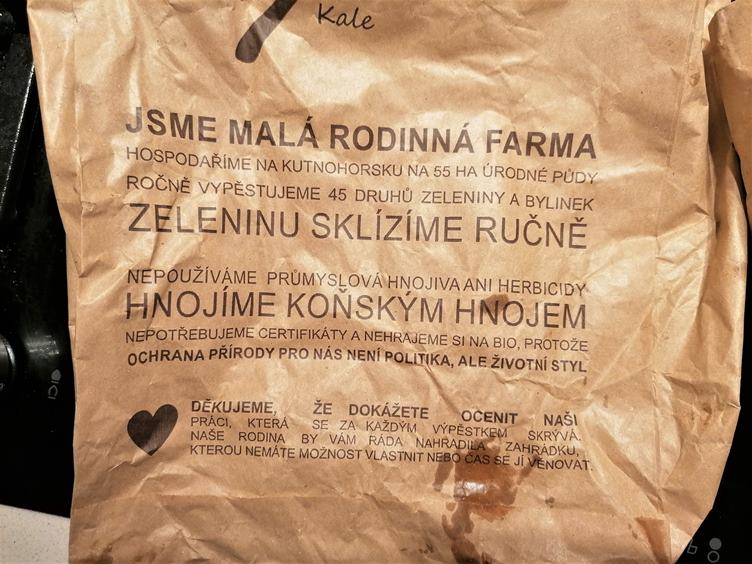 Kale
JSME MALÁ RODINNÁ FARMA
HOSPODAŘÍME NA KUTNOHORSKU NA 55 HA ÚRODNÉ PŮDY
ROČNĚ VYPĚSTUJEME 45 DRUHŮ ZELENINY A BYLINEK
ZELENINU SKLÍZÍME RUČNĚ
NEPOUŽÍVÁME PRŮMYSLOVÁ HNOJIVA ANI HERBICIDY
HNOJÍME KOŇSKÝM HNOJEM
NEPOTŘEBUJEME CERTIFIKÁTY A NEHRAJEME SI NA BIO, PROTOŽE
OCHRANA PŘÍRODY PRO NÁS NENÍ POLITIKA, ALE ŽIVOTNÍ STYL
DĚKUJEME, ŽE DOKÁŽETE OCENIT NAŠI
PRÁCI, KTERÁ SE ZA KAŽDÝM VÝPĚSTKEM SKRÝVÁ.
NAŠE RODINA BY VÁM RÁDA NAHRADILA ZAHRÁDKU,
KTEROU NEMÁTE MOŽNOST VLASTNIT NEBO ČAS SE JÍ VĚNOVAT.